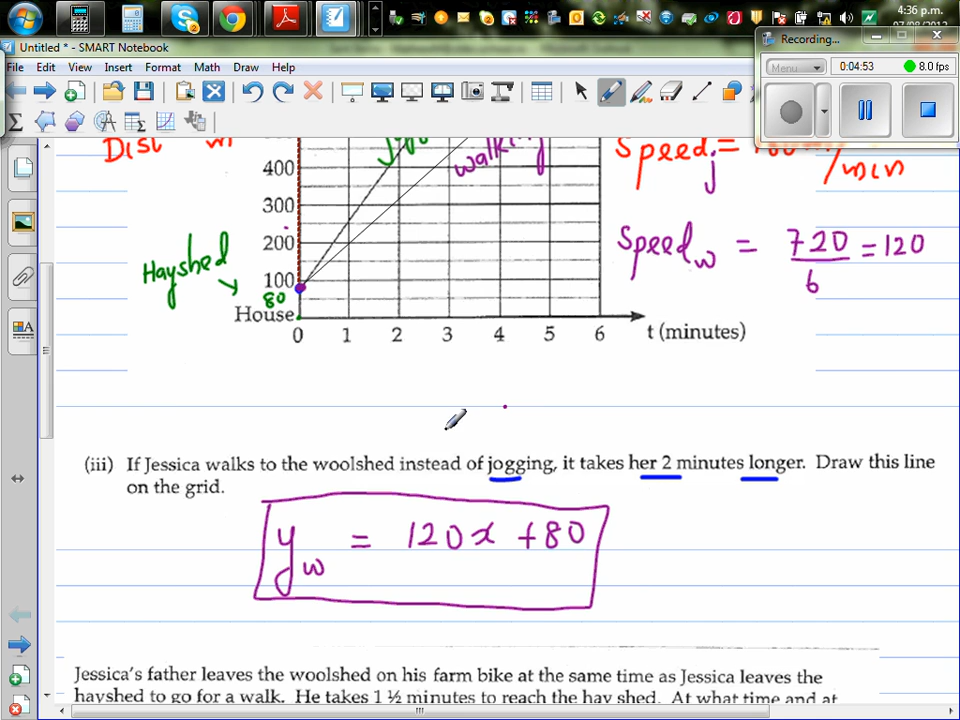 4:36 p.m.
Untitled * - SMART Notebook
Recording...
File Edit View Insert Format Math Draw Help
Menu 0:04:53 8.0 fps
Dist m
400
walking
Speedj =
/min
300
Hayshed
200
Speedw = 720/6 = 120
100
80
House
0 1 2 3 4 5 6 t (minutes)
(iii) If Jessica walks to the woolshed instead of jogging, it takes her 2 minutes longer. Draw this line
on the grid.
yw = 120x + 80
Jessica's father leaves the woolshed on his farm bike at the same time as Jessica leaves the
hayshed to go for a walk. He takes 1 ½ minutes to reach the hay shed. At what time and at